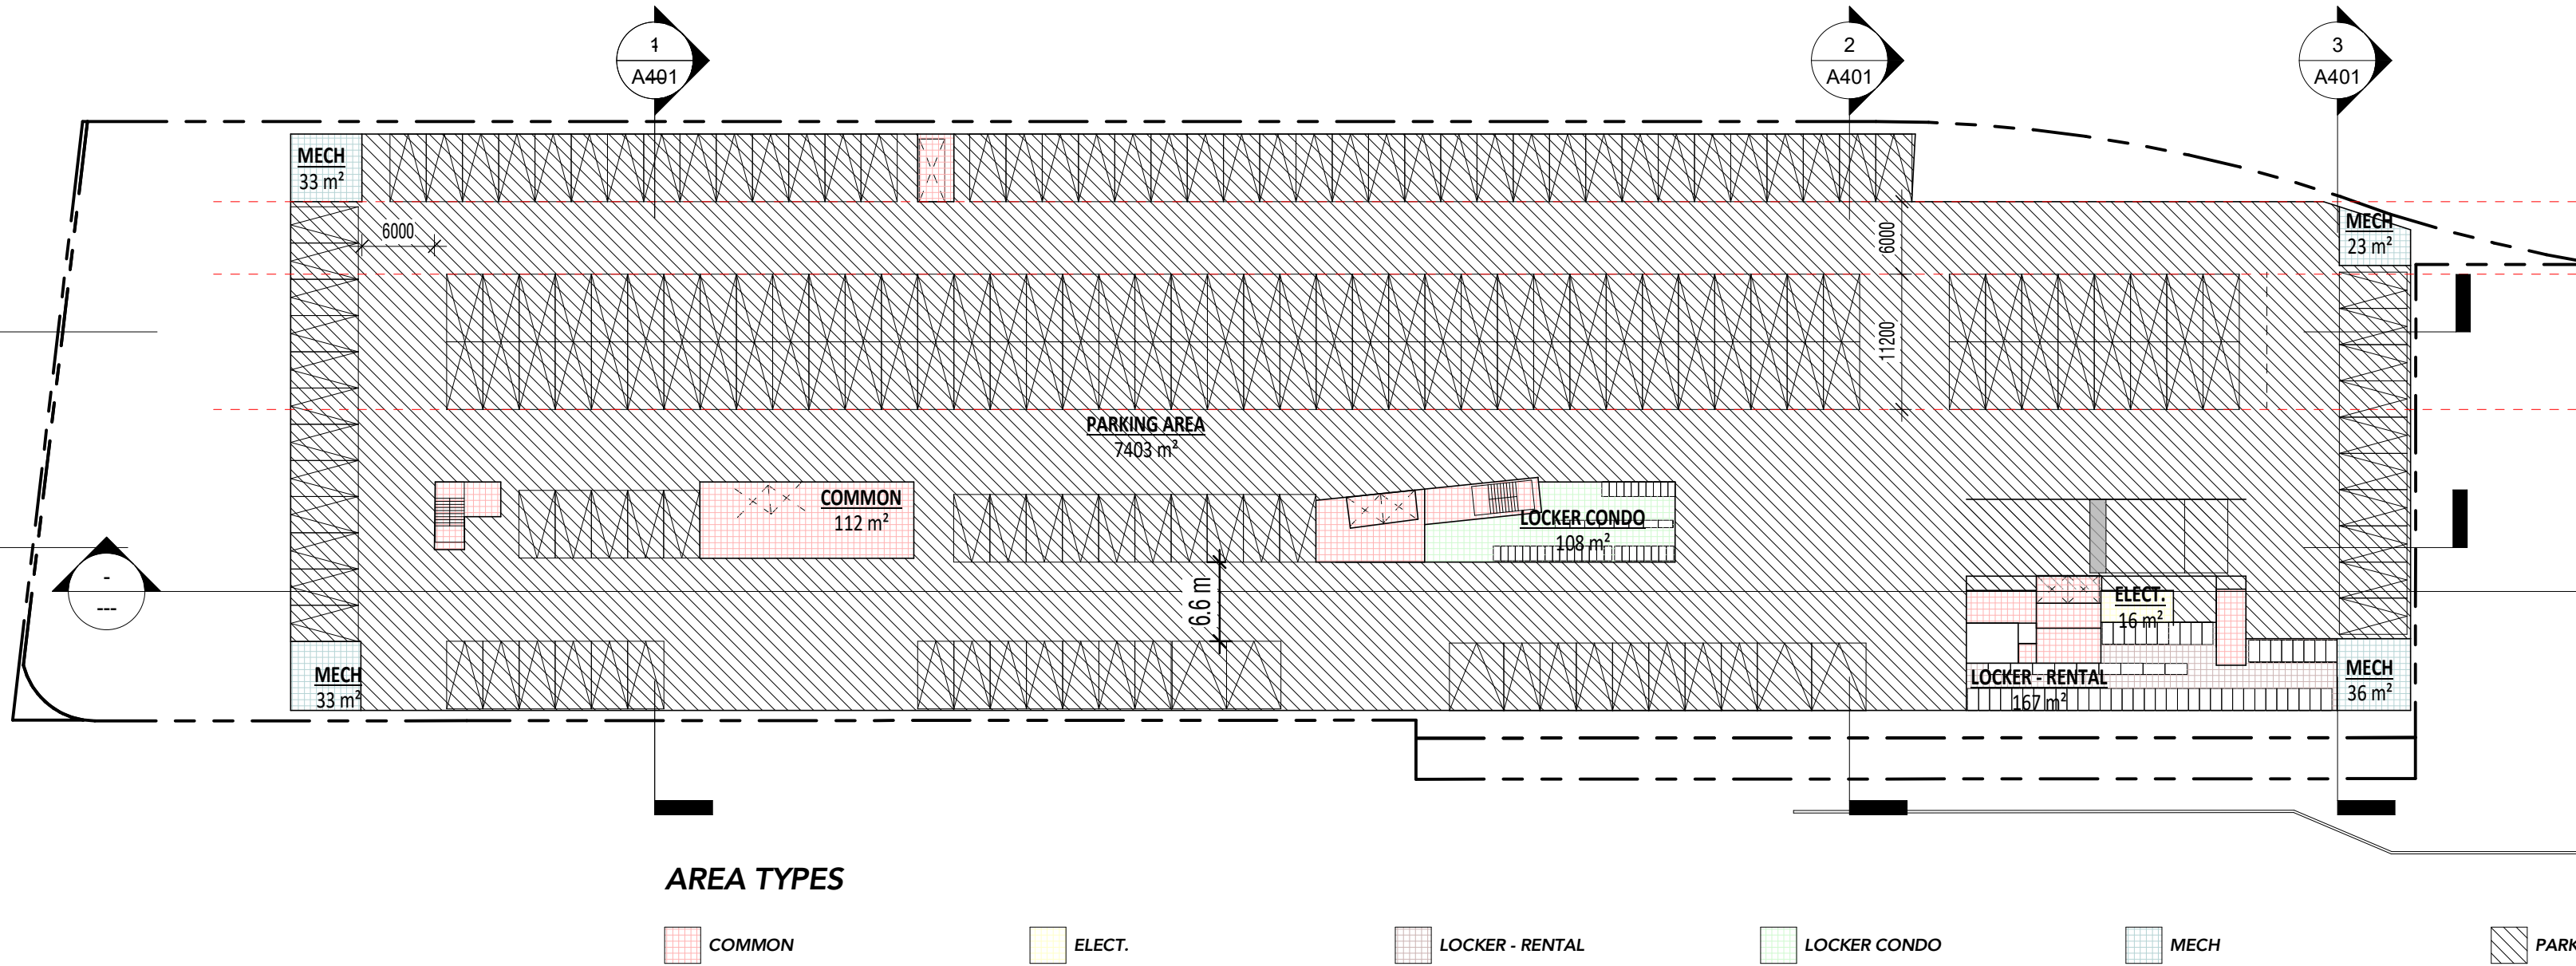 1
A401
2
A401
3
A401
MECH
33 m²
6000
6000
MECH
23 m²
11200
PARKING AREA
7403 m²
COMMON
112 m²
LOCKER CONDO
108 m²
-
---
6.6 m
ELECT.
16 m²
MECH
33 m²
LOCKER - RENTAL
167 m²
MECH
36 m²
AREA TYPES
COMMON
ELECT.
LOCKER - RENTAL
LOCKER CONDO
MECH
PARK